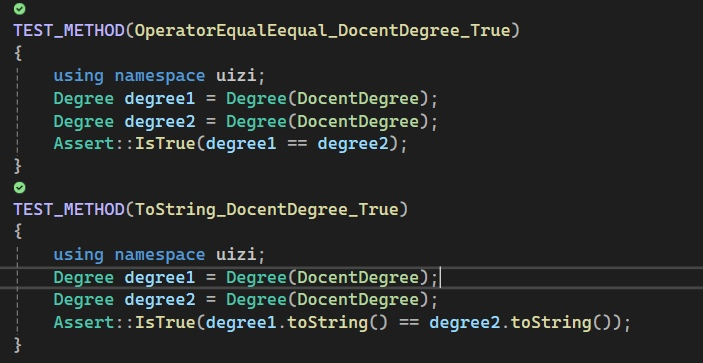 TEST_METHOD(OperatorEqualEequal_DocentDegree_True)
{
using namespace uizi;
Degree degree1 = Degree(DocentDegree);
Degree degree2 = Degree(DocentDegree);
Assert::IsTrue(degree1 == degree2);
}
TEST_METHOD(ToString_DocentDegree_True)
{
using namespace uizi;
Degree degree1 = Degree(DocentDegree);
Degree degree2 = Degree(DocentDegree);
Assert::IsTrue(degree1.toString() == degree2.toString());
}